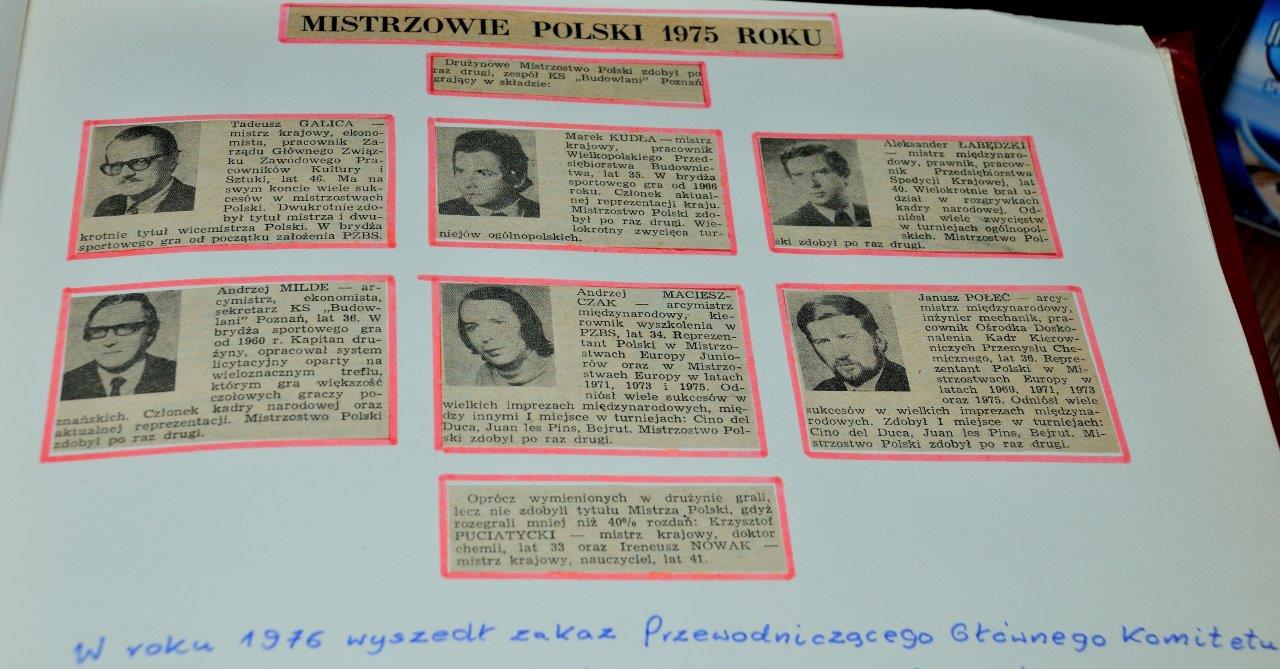 MISTRZOWIE POLSKI 1975 ROKU
Drużynowe Mistrzostwo Polski zdobył po
raz drugi, zespół KS „Budowlani" Poznań
grający w składzie:
Tadeusz GALICA —
mistrz krajowy, ekono-
mista, pracownik Za-
rządu Głównego Związ-
ku Zawodowego Pra-
cowników Kultury i
Sztuki, lat 46. Ma na
swym koncie wiele suk-
cesów w mistrzostwach
Polski. Dwukrotnie zdo-
był tytuł mistrza i dwu-
krotnie tytuł wicemistrza Polski. W brydża
sportowego gra od początku założenia PZBS.
Marek KUDŁA — mistrz
krajowy, pracownik
Wielkopolskiego Przed-
siębiorstwa Budownic-
twa, lat 35. W brydża
sportowego gra od 1966
roku. Członek aktual-
nej reprezentacji kraju.
Mistrzostwo Polski zdo-
był po raz drugi. Wie-
lokrotny zwycięzca tur-
niejów ogólnopolskich.
Aleksander ŁABĘDZKI
— mistrz międzynaro-
dowy, prawnik, pracow-
nik Przedsiębiorstwa
Spedycji Krajowej, lat
40. Wielokrotnie brał u-
dział w rozgrywkach
kadry narodowej. Od-
niósł wiele zwycięstw
w turniejach ogólnopol-
skich. Mistrzostwo Pol-
ski zdobył po raz drugi.
Andrzej MILDE — ar-
cymistrz, ekonomista,
sekretarz KS „Budow-
lani" Poznań, lat 36. W
brydża sportowego gra
od 1960 r. Kapitan dru-
żyny, opracował system
licytacyjny oparty na
wieloznacznym treflu,
którym gra większość
czołowych graczy po-
znańskich. Członek kadry narodowej oraz
aktualnej reprezentacji. Mistrzostwo Polski
zdobył po raz drugi.
Andrzej MACIESZ-
CZAK — arcymistrz
międzynarodowy, kie-
rownik wyszkolenia w
PZBS, lat 34. Reprezen-
tant Polski w Mistrzo-
stwach Europy Junio-
rów oraz w Mistrzo-
stwach Europy w latach
1971, 1973 i 1975. Od-
niósł wiele sukcesów w
wielkich imprezach międzynarodowych, mię-
dzy innymi I miejsce w turniejach: Cino del
Duca, Juan les Pins, Bejrut. Mistrzostwo Pol-
ski zdobył po raz drugi.
Janusz POLEĆ — arcy-
mistrz międzynarodowy,
inżynier mechanik, pra-
cownik Ośrodka Dosko-
nalenia Kadr Kierow-
niczych Przemysłu Che-
micznego, lat 36. Repre-
zentant Polski w Mi-
strzostwach Europy w
latach 1969, 1971, 1973
oraz 1975. Odniósł wiele
sukcesów w wielkich imprezach międzyna-
rodowych. Zdobył I miejsce w turniejach:
Cino del Duca, Juan les Pins, Bejrut. Mi-
strzostwo Polski zdobył po raz drugi.
Oprócz wymienionych w drużynie grali,
lecz nie zdobyli tytułu Mistrza Polski, gdyż
rozegrali mniej niż 40% rozdań: Krzysztof
PUCIATYCKI — mistrz krajowy, doktor
chemii, lat 33 oraz Ireneusz NOWAK —
mistrz krajowy, nauczyciel, lat 41.
W roku 1976 wyszedł zakaz Przewodniczącego Głównego Komitetu